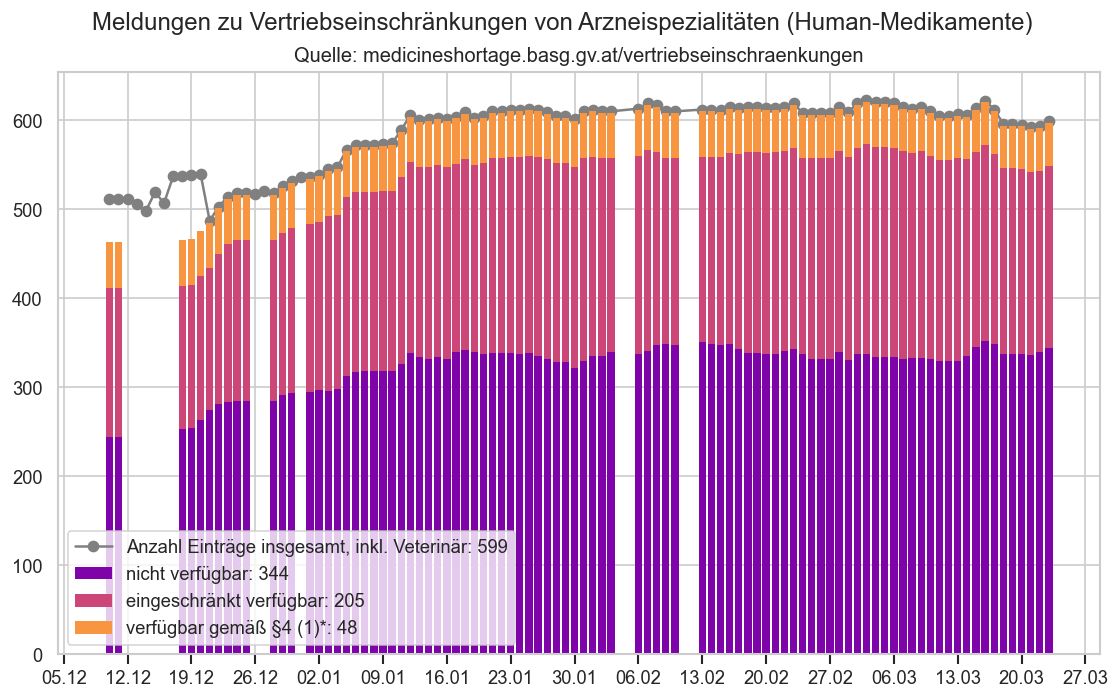 Meldungen zu Vertriebseinschränkungen von Arzneispezialitäten (Human-Medikamente)
Quelle: medicineshortage.basg.gv.at/vertriebseinschraenkungen
600
500
400
300
200
100
0
Anzahl Einträge insgesamt, inkl. Veterinär: 599
nicht verfügbar: 344
eingeschränkt verfügbar: 205
verfügbar gemäß §4 (1)*: 48
05.12 12.12 19.12 26.12 02.01 09.01 16.01 23.01 30.01 06.02 13.02 20.02 27.02 06.03 13.03 20.03 27.03